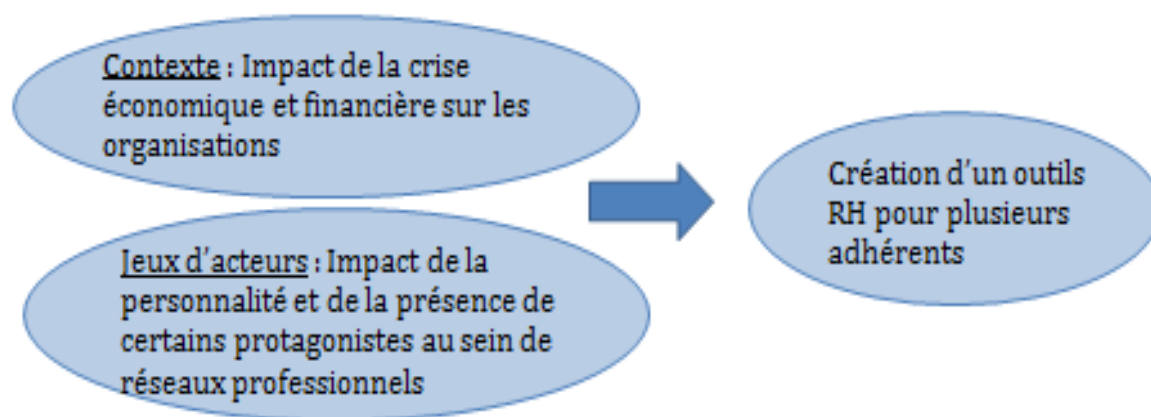 Contexte : Impact de la crise
économique et financière sur les
organisations
Jeux d'acteurs : Impact de la
personnalité et de la présence de
certains protagonistes au sein de
réseaux professionnels
Création d'un outils
RH pour plusieurs
adhérents